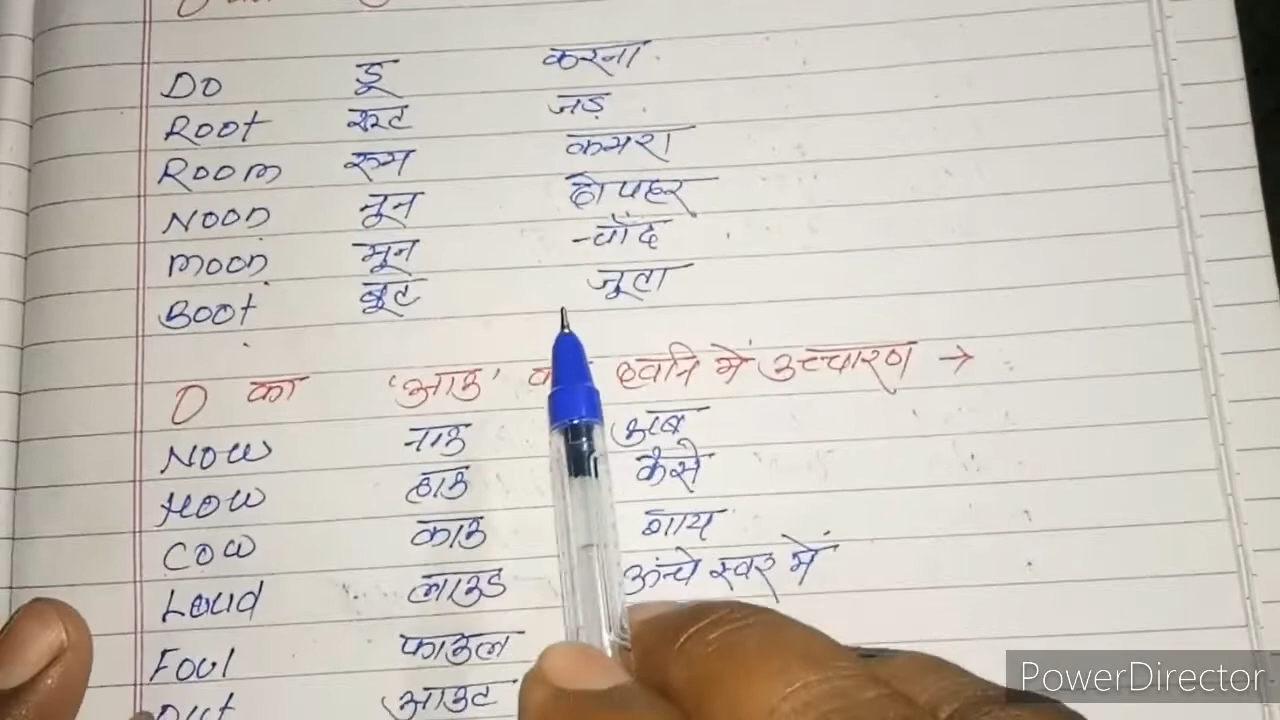 Do डू करना
Root रूट जड़
Room रुम कमरा
Noon नून दोपहर
moon मून चाँद
Boot बूट जूता
O का 'आउ' ध्वनि में उच्चारण →
Now नाउ अब
How हाउ कैसे
Cow काउ गाय
Loud लाउड ऊंचे स्वर में
Foul फाउल
Out आउट
PowerDirector